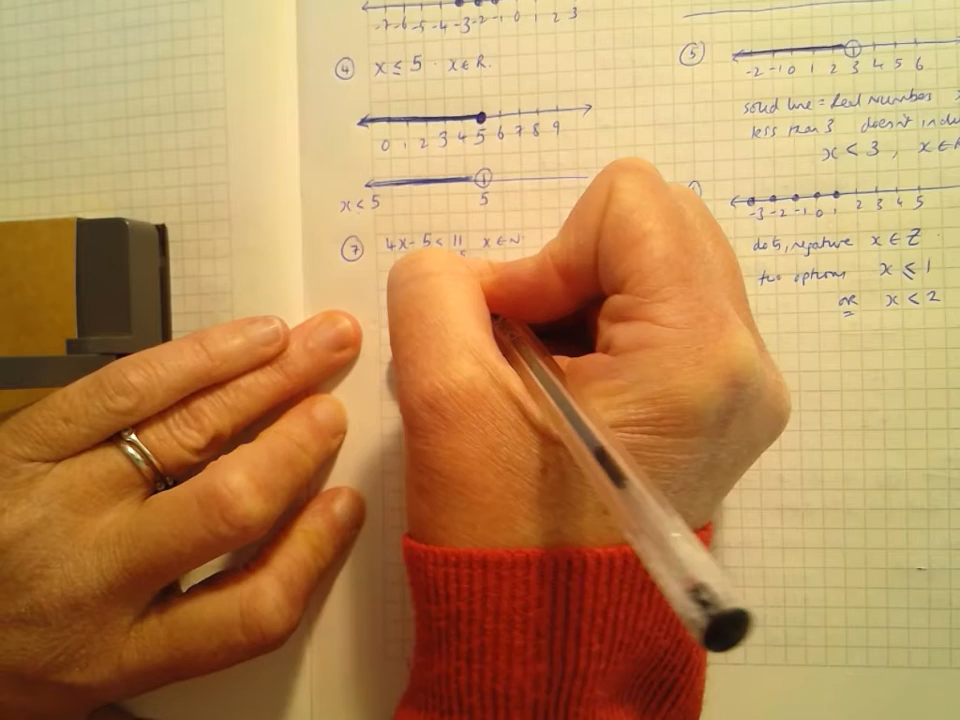 -7 -6 -5 -4 -3 -2 -1 0 1 2 3
④ x ≤ 5 x ∈ R.
0 1 2 3 4 5 6 7 8 9
x < 5
5
⑦ 4x - 5 < 11 x ∈ N
⑤
-2 -1 0 1 2 3 4 5 6
solid line = Real Numbers
less than 3 doesn't
x < 3, x ∈
-3 -2 -1 0 1 2 3 4 5
dots, negative x ∈ Z
two options x ≤ 1
OR x < 2